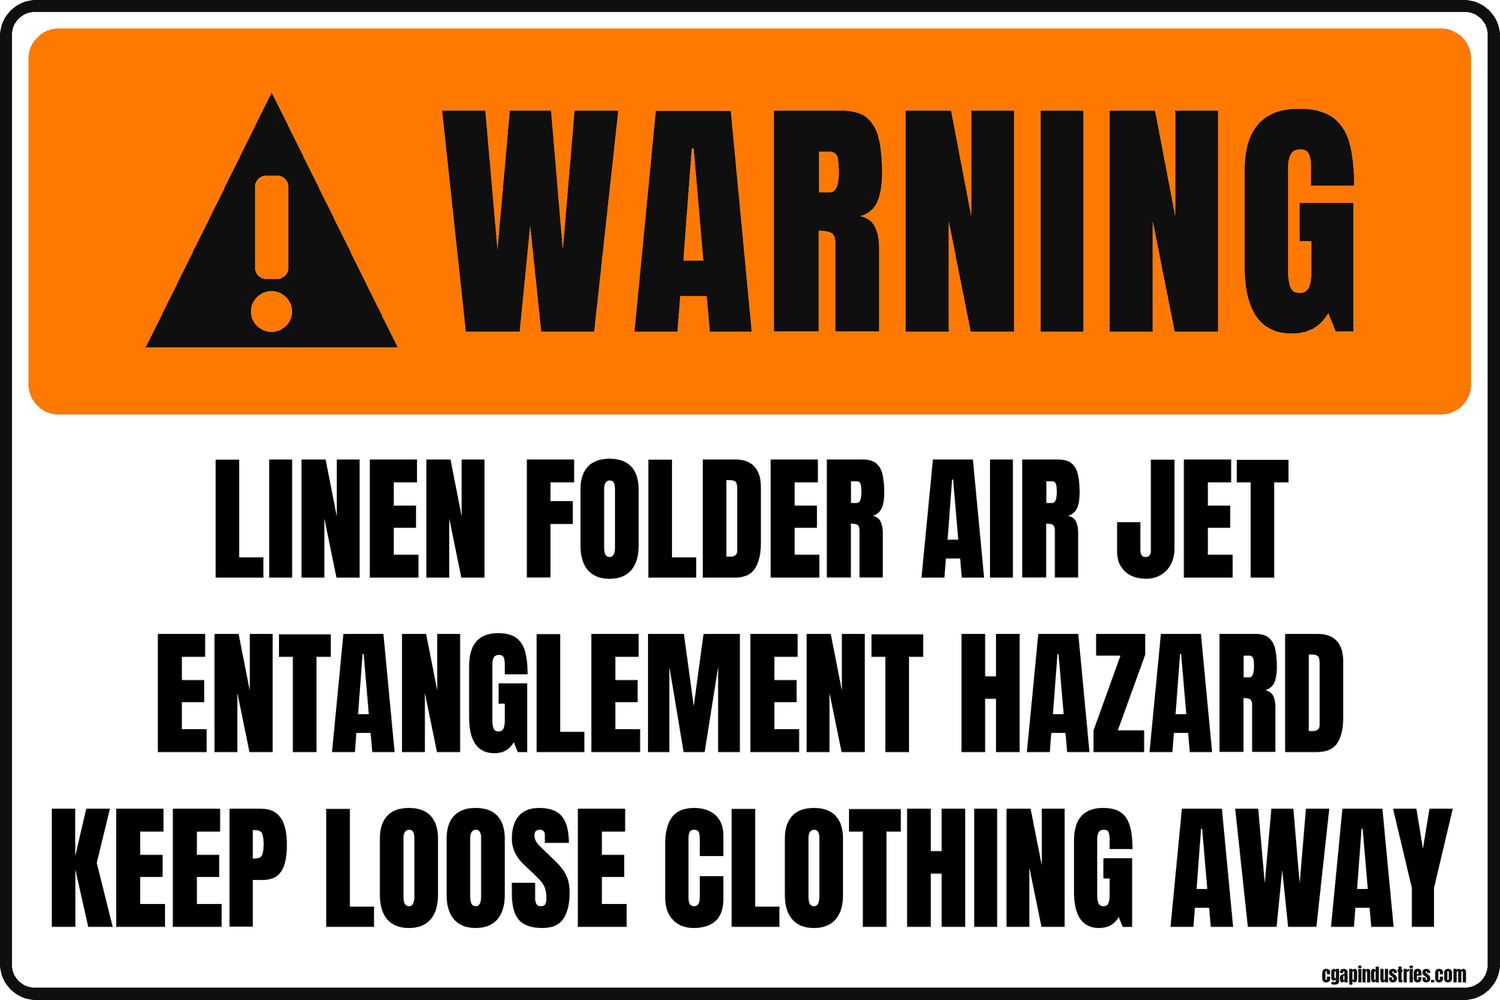 WARNING
LINEN FOLDER AIR JET
ENTANGLEMENT HAZARD
KEEP LOOSE CLOTHING AWAY
cgapindustries.com